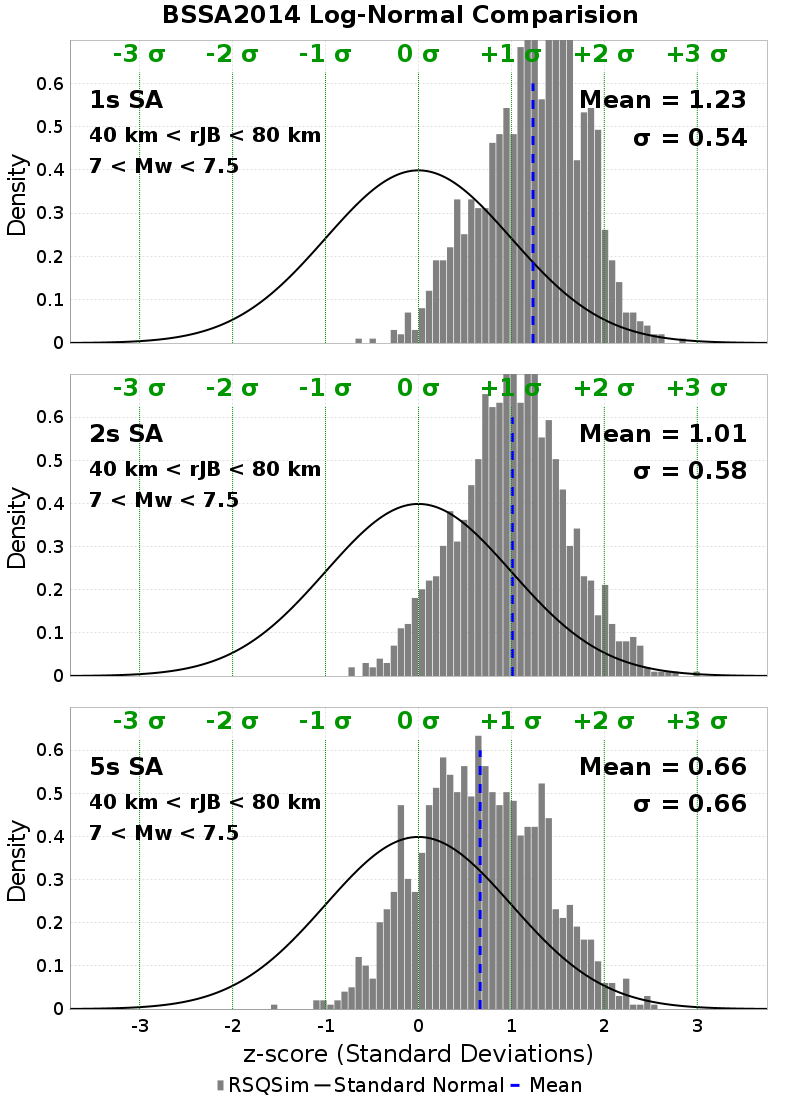 BSSA2014 Log-Normal Comparision
-3 σ -2 σ -1 σ 0 σ +1 σ +2 σ +3 σ
0.6
1s SA Mean = 1.23
0.5
40 km < rJB < 80 km σ = 0.54
7 < Mw < 7.5
0.4
0.3
0.2
0.1
0
Density
-3 σ -2 σ -1 σ 0 σ +1 σ +2 σ +3 σ
0.6
2s SA Mean = 1.01
0.5
40 km < rJB < 80 km σ = 0.58
7 < Mw < 7.5
0.4
0.3
0.2
0.1
0
Density
-3 σ -2 σ -1 σ 0 σ +1 σ +2 σ +3 σ
0.6
5s SA Mean = 0.66
0.5
40 km < rJB < 80 km σ = 0.66
7 < Mw < 7.5
0.4
0.3
0.2
0.1
0
Density
-3 -2 -1 0 1 2 3
z-score (Standard Deviations)
RSQSim Standard Normal Mean